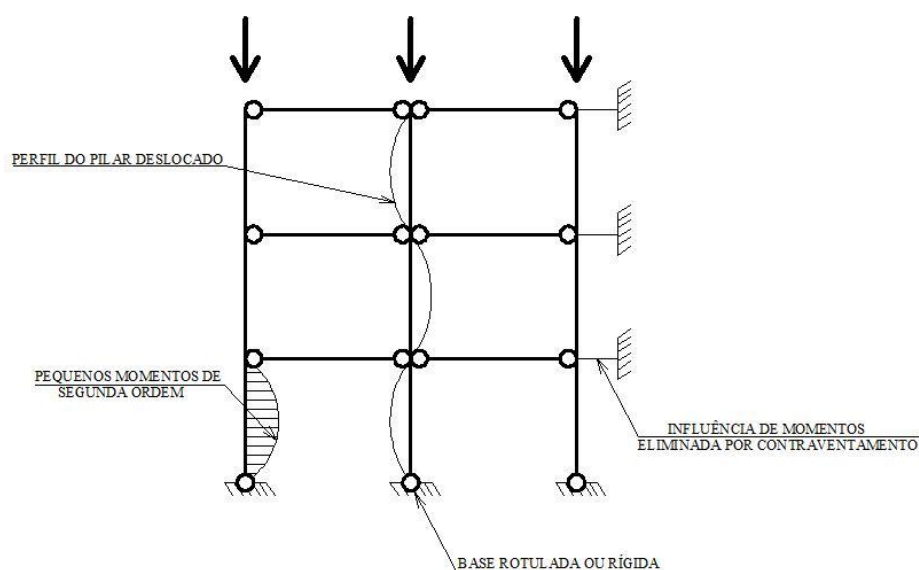 PERFIL DO PILAR DESLOCADO
PEQUENOS MOMENTOS DE
SEGUNDA ORDEM
INFLUÊNCIA DE MOMENTOS
ELIMINADA POR CONTRAVENTAMENTO
BASE ROTULADA OU RÍGIDA